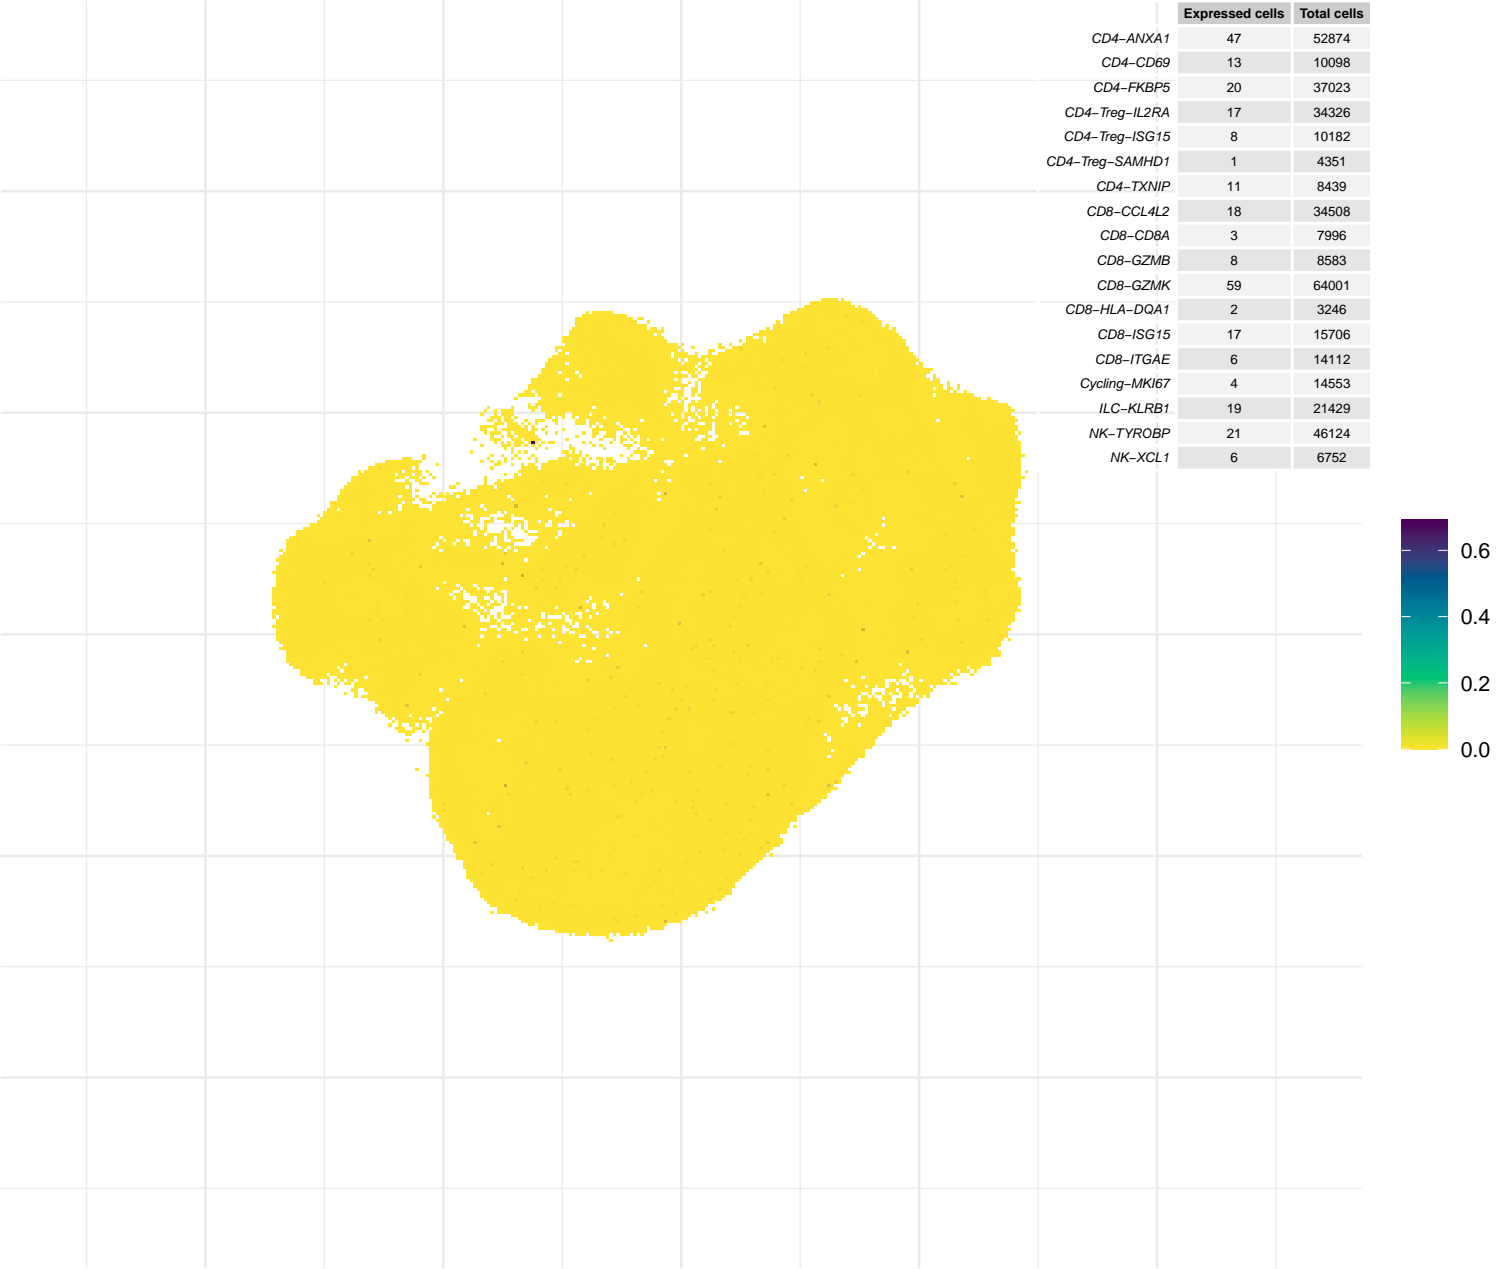 Expressed cells Total cells
CD4−ANXA1 47 52874
CD4−CD69 13 10098
CD4−FKBP5 20 37023
CD4−Treg−IL2RA 17 34326
CD4−Treg−ISG15 8 10182
CD4−Treg−SAMHD1 1 4351
CD4−TXNIP 11 8439
CD8−CCL4L2 18 34508
CD8−CD8A 3 7996
CD8−GZMB 8 8583
CD8−GZMK 59 64001
CD8−HLA−DQA1 2 3246
CD8−ISG15 17 15706
CD8−ITGAE 6 14112
Cycling−MKI67 4 14553
ILC−KLRB1 19 21429
NK−TYROBP 21 46124
NK−XCL1 6 6752
0.6
0.4
0.2
0.0